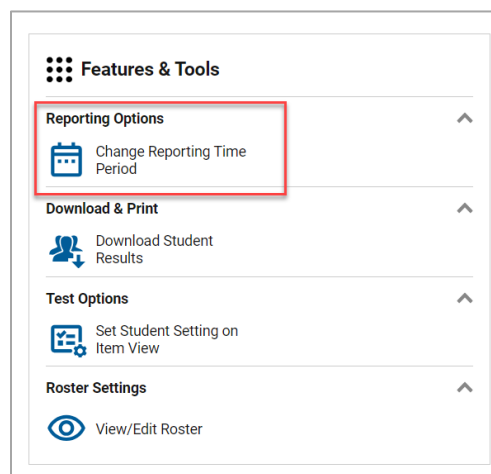 Features & Tools
Reporting Options
Change Reporting Time
Period
Download & Print
Download Student
Results
Test Options
Set Student Setting on
Item View
Roster Settings
View/Edit Roster